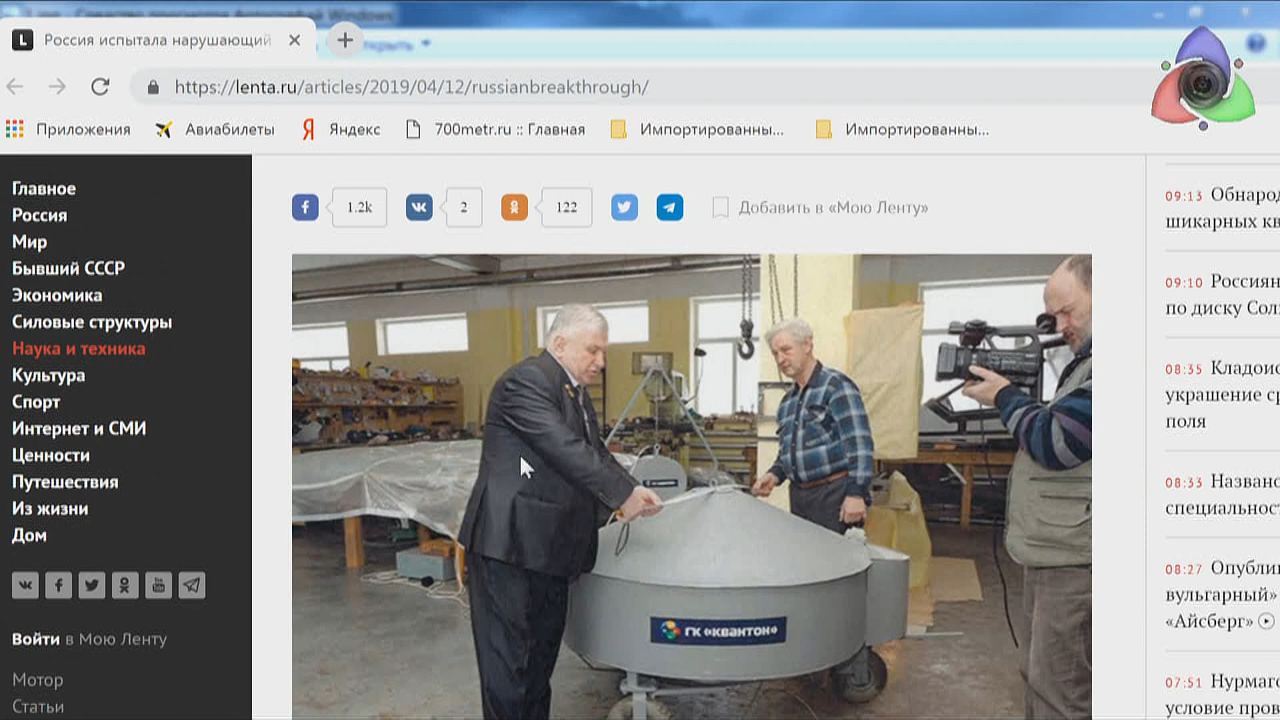 Россия испытала нарушающий
https://lenta.ru/articles/2019/04/12/russianbreakthrough/
Приложения
Авиабилеты
Яндекс
700metr.ru :: Главная
Импортированны...
Импортированны...
Главное
Россия
Мир
Бывший СССР
Экономика
Силовые структуры
Наука и техника
Культура
Спорт
Интернет и СМИ
Ценности
Путешествия
Из жизни
Дом
Войти в Мою Ленту
Мотор
Статьи
1.2k
2
122
Добавить в «Мою Ленту»
ГК «КВАНТОН»
09:13 Обнарод
шикарных кв
09:10 Россиян
по диску Сол
08:35 Кладоис
украшение ср
поля
08:33 Названо
специальност
08:27 Опублик
вульгарный»
«Айсберг»
07:51 Нурмаго
условие пров